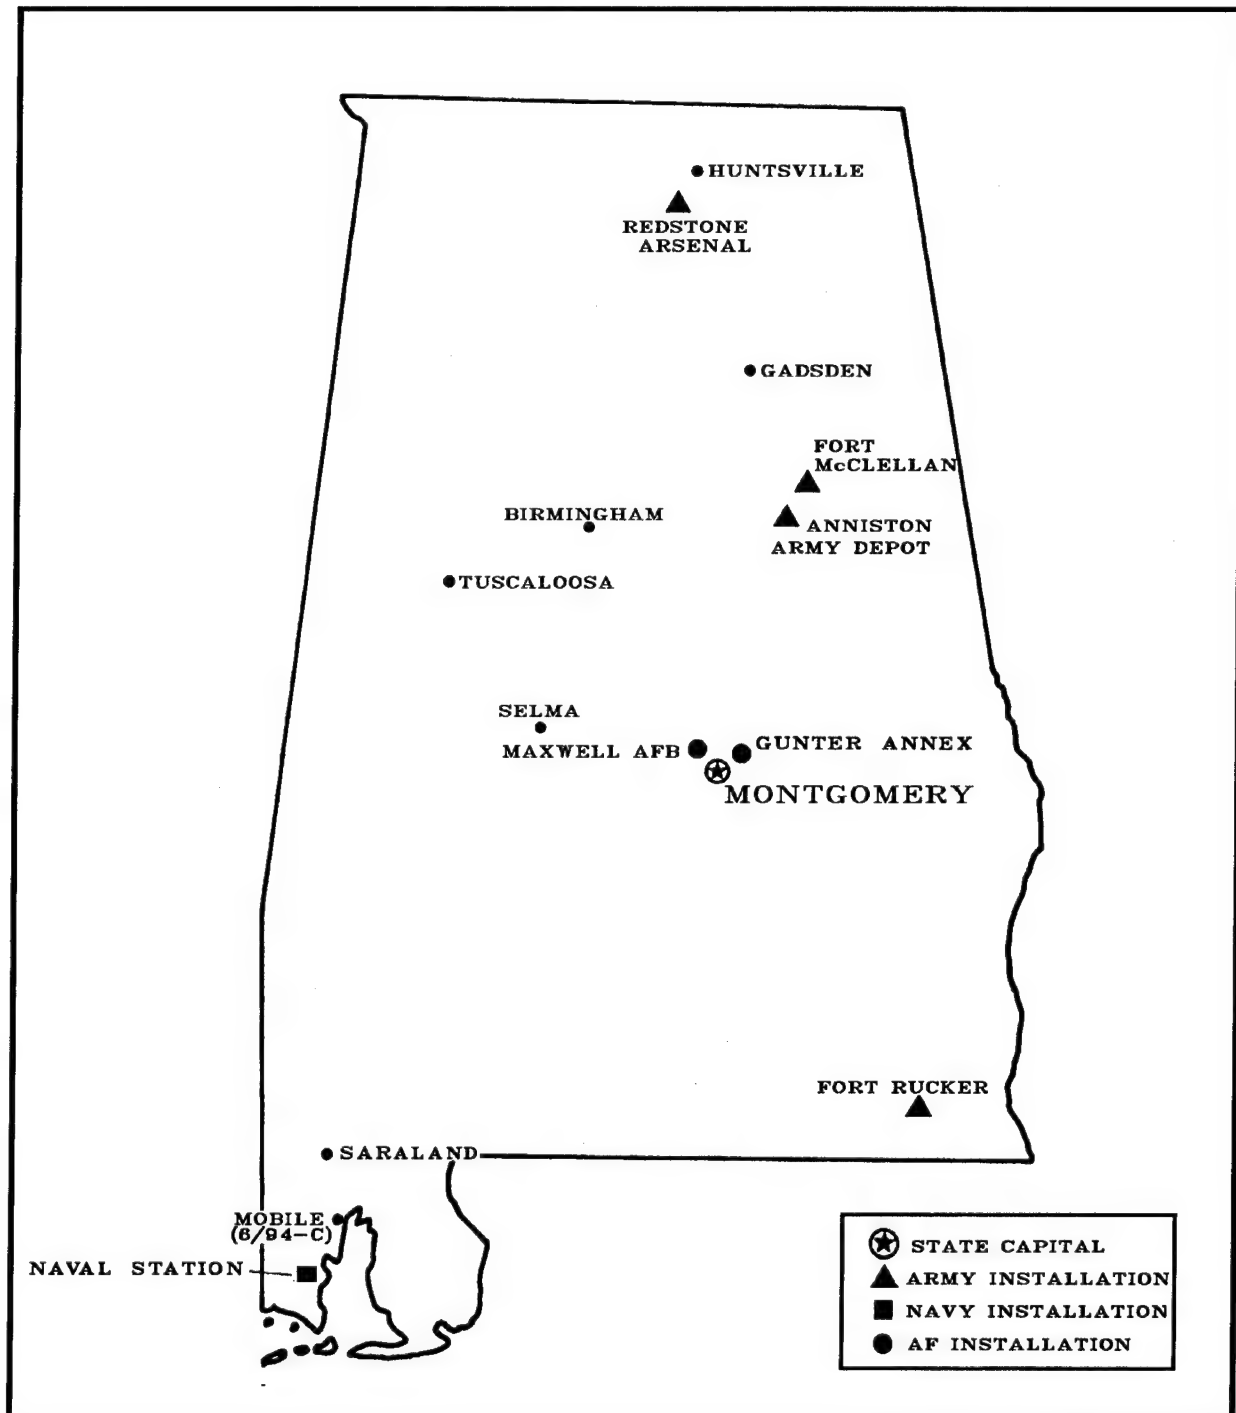 HUNTSVILLE
REDSTONE
ARSENAL
GADSDEN
FORT
McCLELLAN
BIRMINGHAM
ANNISTON
ARMY DEPOT
TUSCALOOSA
SELMA
MAXWELL AFB
GUNTER ANNEX
MONTGOMERY
FORT RUCKER
SARALAND
MOBILE
(6/94-C)
NAVAL STATION
STATE CAPITAL
ARMY INSTALLATION
NAVY INSTALLATION
AF INSTALLATION